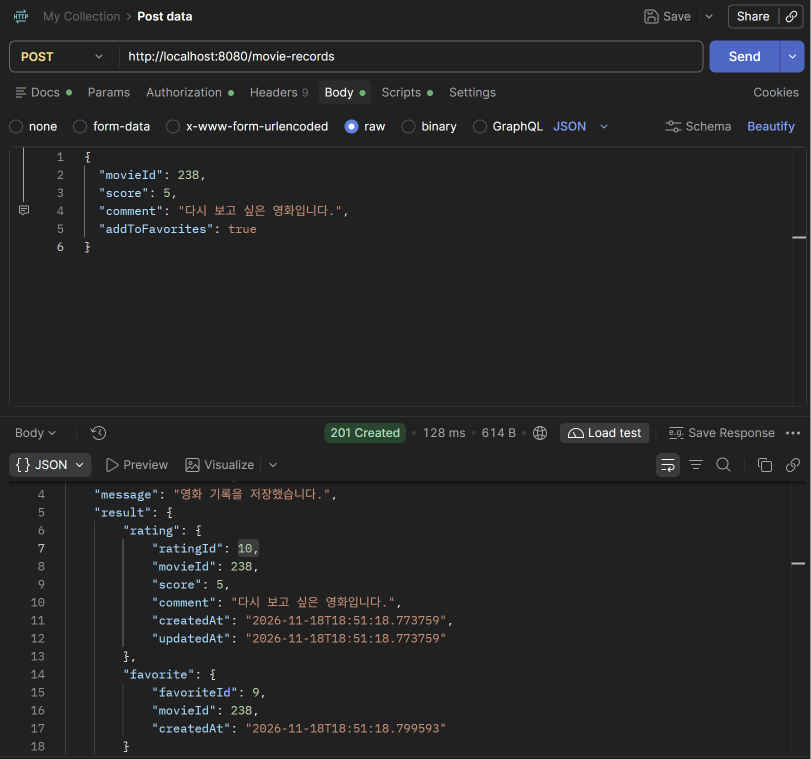 HTTP My Collection > Post data Save Share
POST http://localhost:8080/movie-records Send
Docs Params Authorization Headers 9 Body Scripts Settings Cookies
none form-data x-www-form-urlencoded raw binary GraphQL JSON Schema Beautify
1 {
2 "movieId": 238,
3 "score": 5,
4 "comment": "다시 보고 싶은 영화입니다.",
5 "addToFavorites": true
6 }
Body 201 Created • 128 ms • 614 B • Load test e.g. Save Response
{} JSON Preview Visualize
4 "message": "영화 기록을 저장했습니다.",
5 "result": {
6 "rating": {
7 "ratingId": 10,
8 "movieId": 238,
9 "score": 5,
10 "comment": "다시 보고 싶은 영화입니다.",
11 "createdAt": "2026-11-18T18:51:18.773759",
12 "updatedAt": "2026-11-18T18:51:18.773759"
13 },
14 "favorite": {
15 "favoriteId": 9,
16 "movieId": 238,
17 "createdAt": "2026-11-18T18:51:18.799593"
18 }